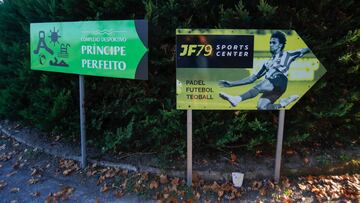 COMPLEXO DESPORTIVO
PRÍNCIPE
PERFEITO
JF79 SPORTS
CENTER
PADEL
FUTEBOL
TEQBALL